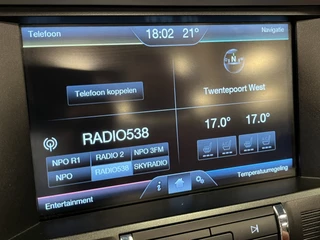 Telefoon
18:02 21°
Navigatie
N
Telefoon koppelen
Twentepoort West
RADIO538
17.0° 17.0°
NPO R1 RADIO 2 NPO 3FM
NPO RADIO538 SKYRADIO
i
Entertainment
Temperatuurregeling